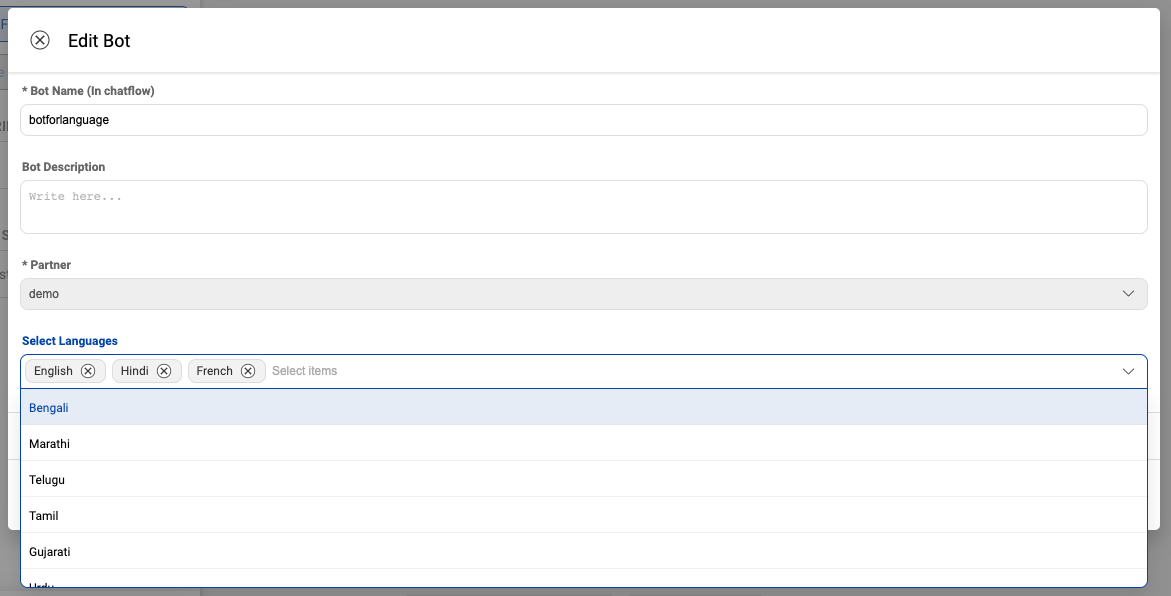 Edit Bot
* Bot Name (In chatflow)
botforlanguage
Bot Description
Write here...
* Partner
demo
Select Languages
English Hindi French Select items
Bengali
Marathi
Telugu
Tamil
Gujarati
Urdu